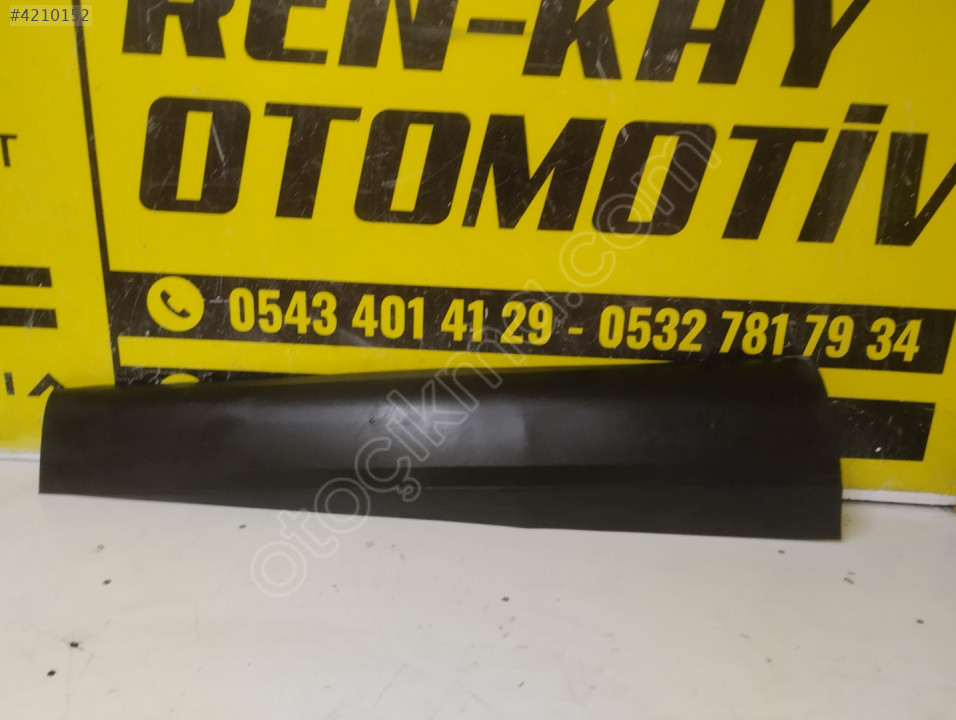 #4210152
REN-KAY
OTOMOTİV
0543 401 41 29 - 0532 781 79 34
otoçıkma.com